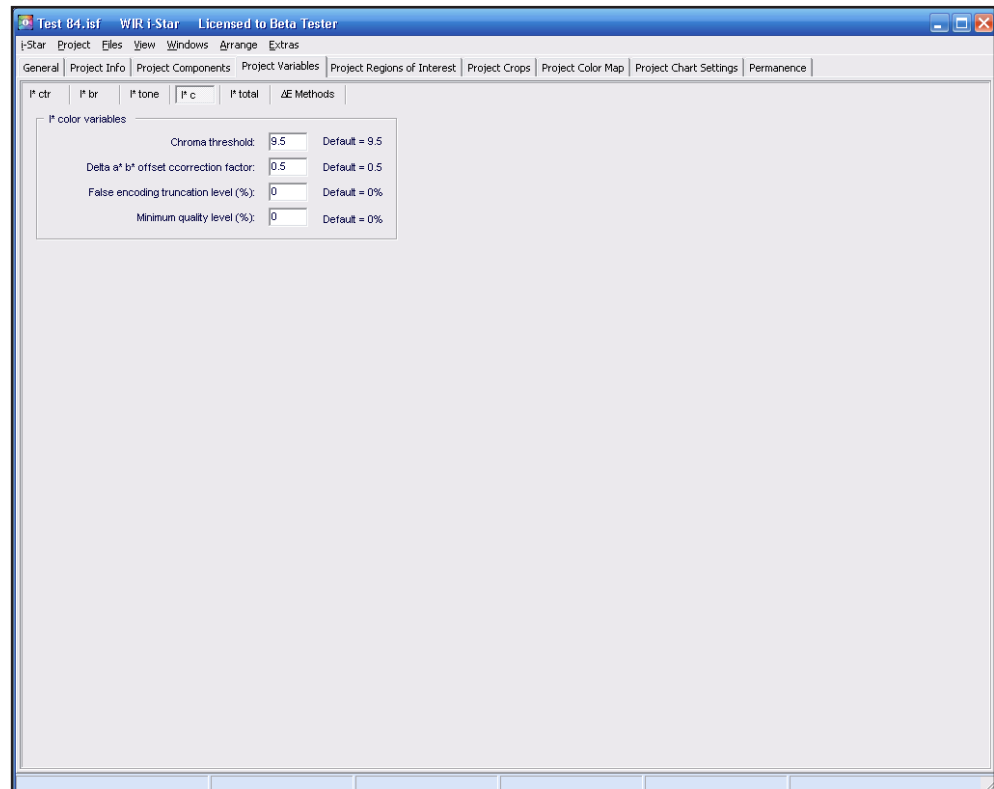 Test 84.isf WIR i-Star Licensed to Beta Tester
i-Star Project Files View Windows Arrange Extras
General Project Info Project Components Project Variables Project Regions of Interest Project Crops Project Color Map Project Chart Settings Permanence
I* ctr I* br I* tone I* c I* total ΔE Methods
I* color variables
Chroma threshold: 9.5 Default = 9.5
Delta a* b* offset ccorrection factor: 0.5 Default = 0.5
False encoding truncation level (%): 0 Default = 0%
Minimum quality level (%): 0 Default = 0%